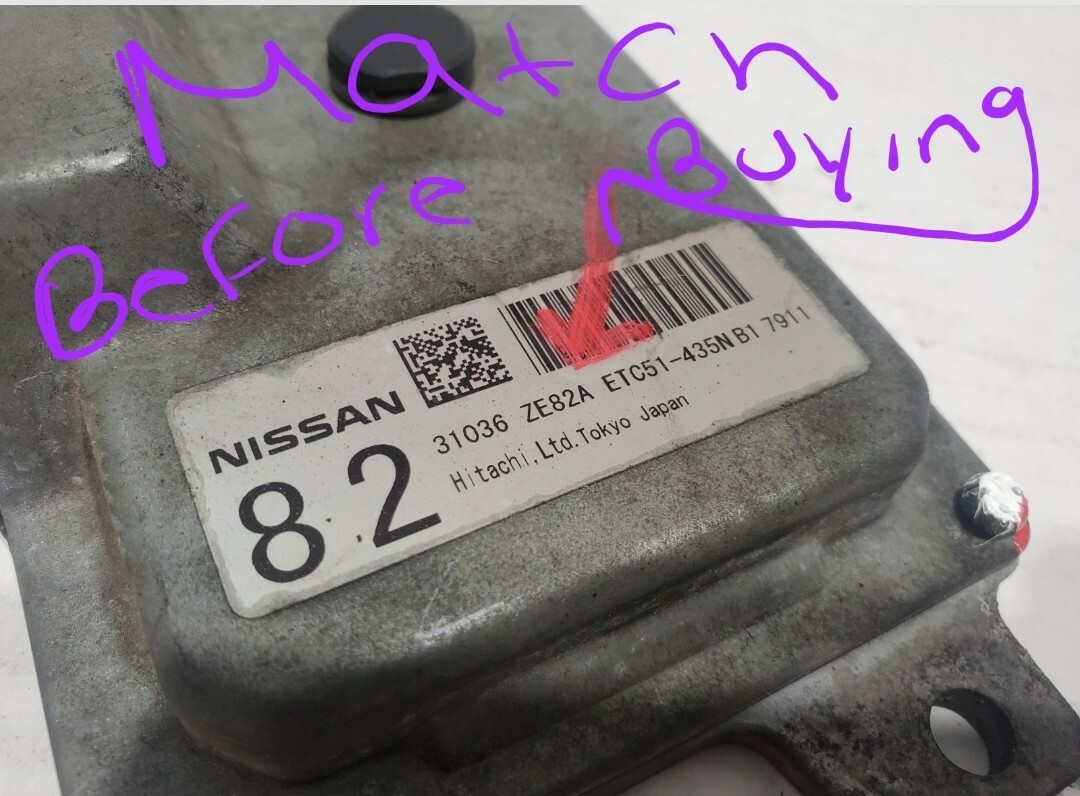 Match
Before Buying
NISSAN
31036 ZE82A ETC51-435N B1 7911
82
Hitachi,Ltd.Tokyo Japan